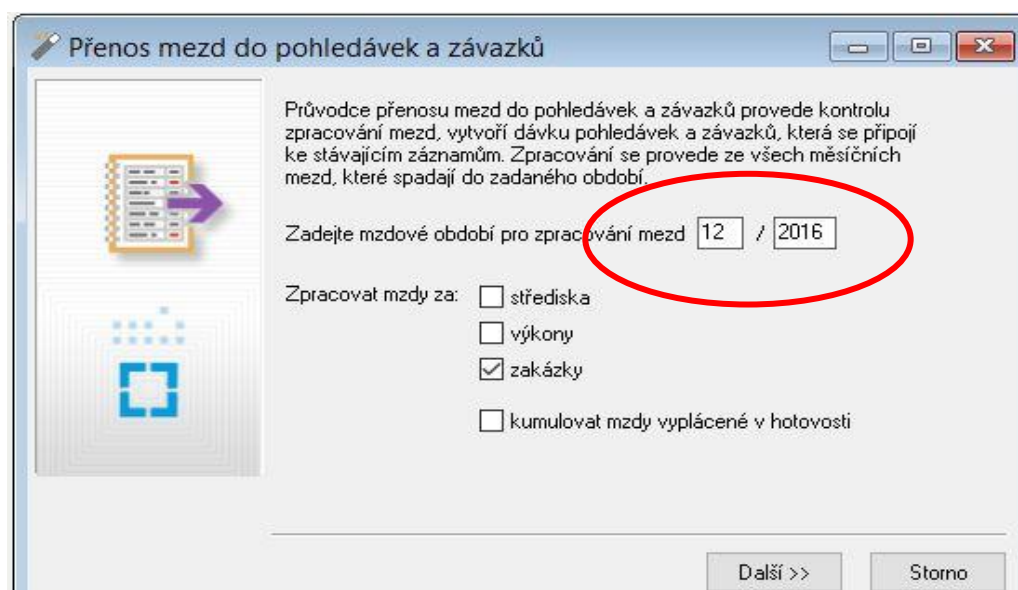 Přenos mezd do pohledávek a závazků
Průvodce přenosu mezd do pohledávek a závazků provede kontrolu
zpracování mezd, vytvoří dávku pohledávek a závazků, která se připojí
ke stávajícím záznamům. Zpracování se provede ze všech měsíčních
mezd, které spadají do zadaného období.
Zadejte mzdové období pro zpracování mezd 12 / 2016
Zpracovat mzdy za: střediska
výkony
zakázky
kumulovat mzdy vyplácené v hotovosti
Další >> Storno